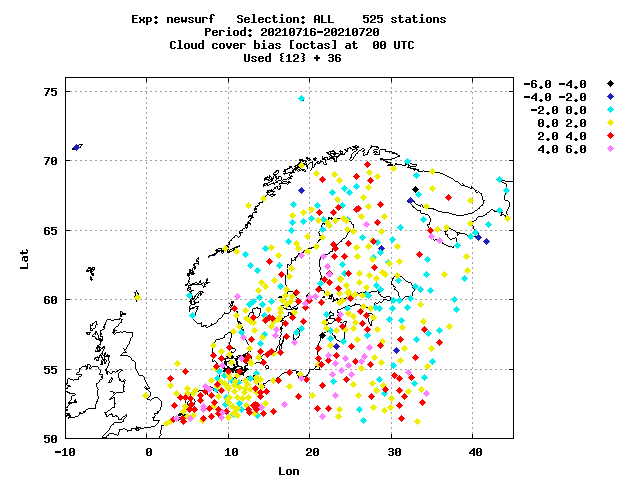 Exp: newsurf Selection: ALL 525 stations
Period: 20210716-20210720
Cloud cover bias [octas] at 00 UTC
Used {12} + 36
-6.0 -4.0
-4.0 -2.0
-2.0 0.0
0.0 2.0
2.0 4.0
4.0 6.0
75
70
65
60
55
50
Lat
-10 0 10 20 30 40
Lon